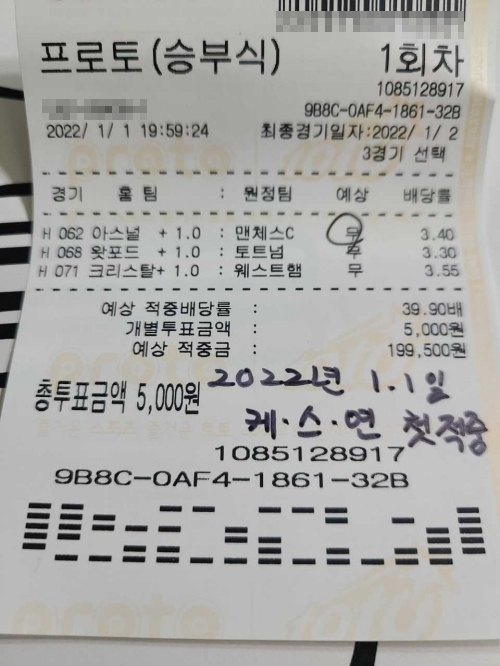 프로토(승부식) 1회차
1085128917
9B8C-0AF4-1861-32B
2022/ 1/ 1 19:59:24 최종경기일자:2022/ 1/ 2
3경기 선택
경기 홈 팀 : 원정팀 예상 배당률
H 062 아스널 + 1.0 : 맨체스C 무 3.40
H 068 왓포드 + 1.0 : 토트넘 무 3.30
H 071 크리스탈+ 1.0 : 웨스트햄 무 3.55
예상 적중배당률 : 39.90배
개별투표금액 : 5,000원
예상 적중금 : 199,500원
총투표금액 5,000원
2022년 1.1일
케·스·연 첫적중
1085128917
9B8C-0AF4-1861-32B